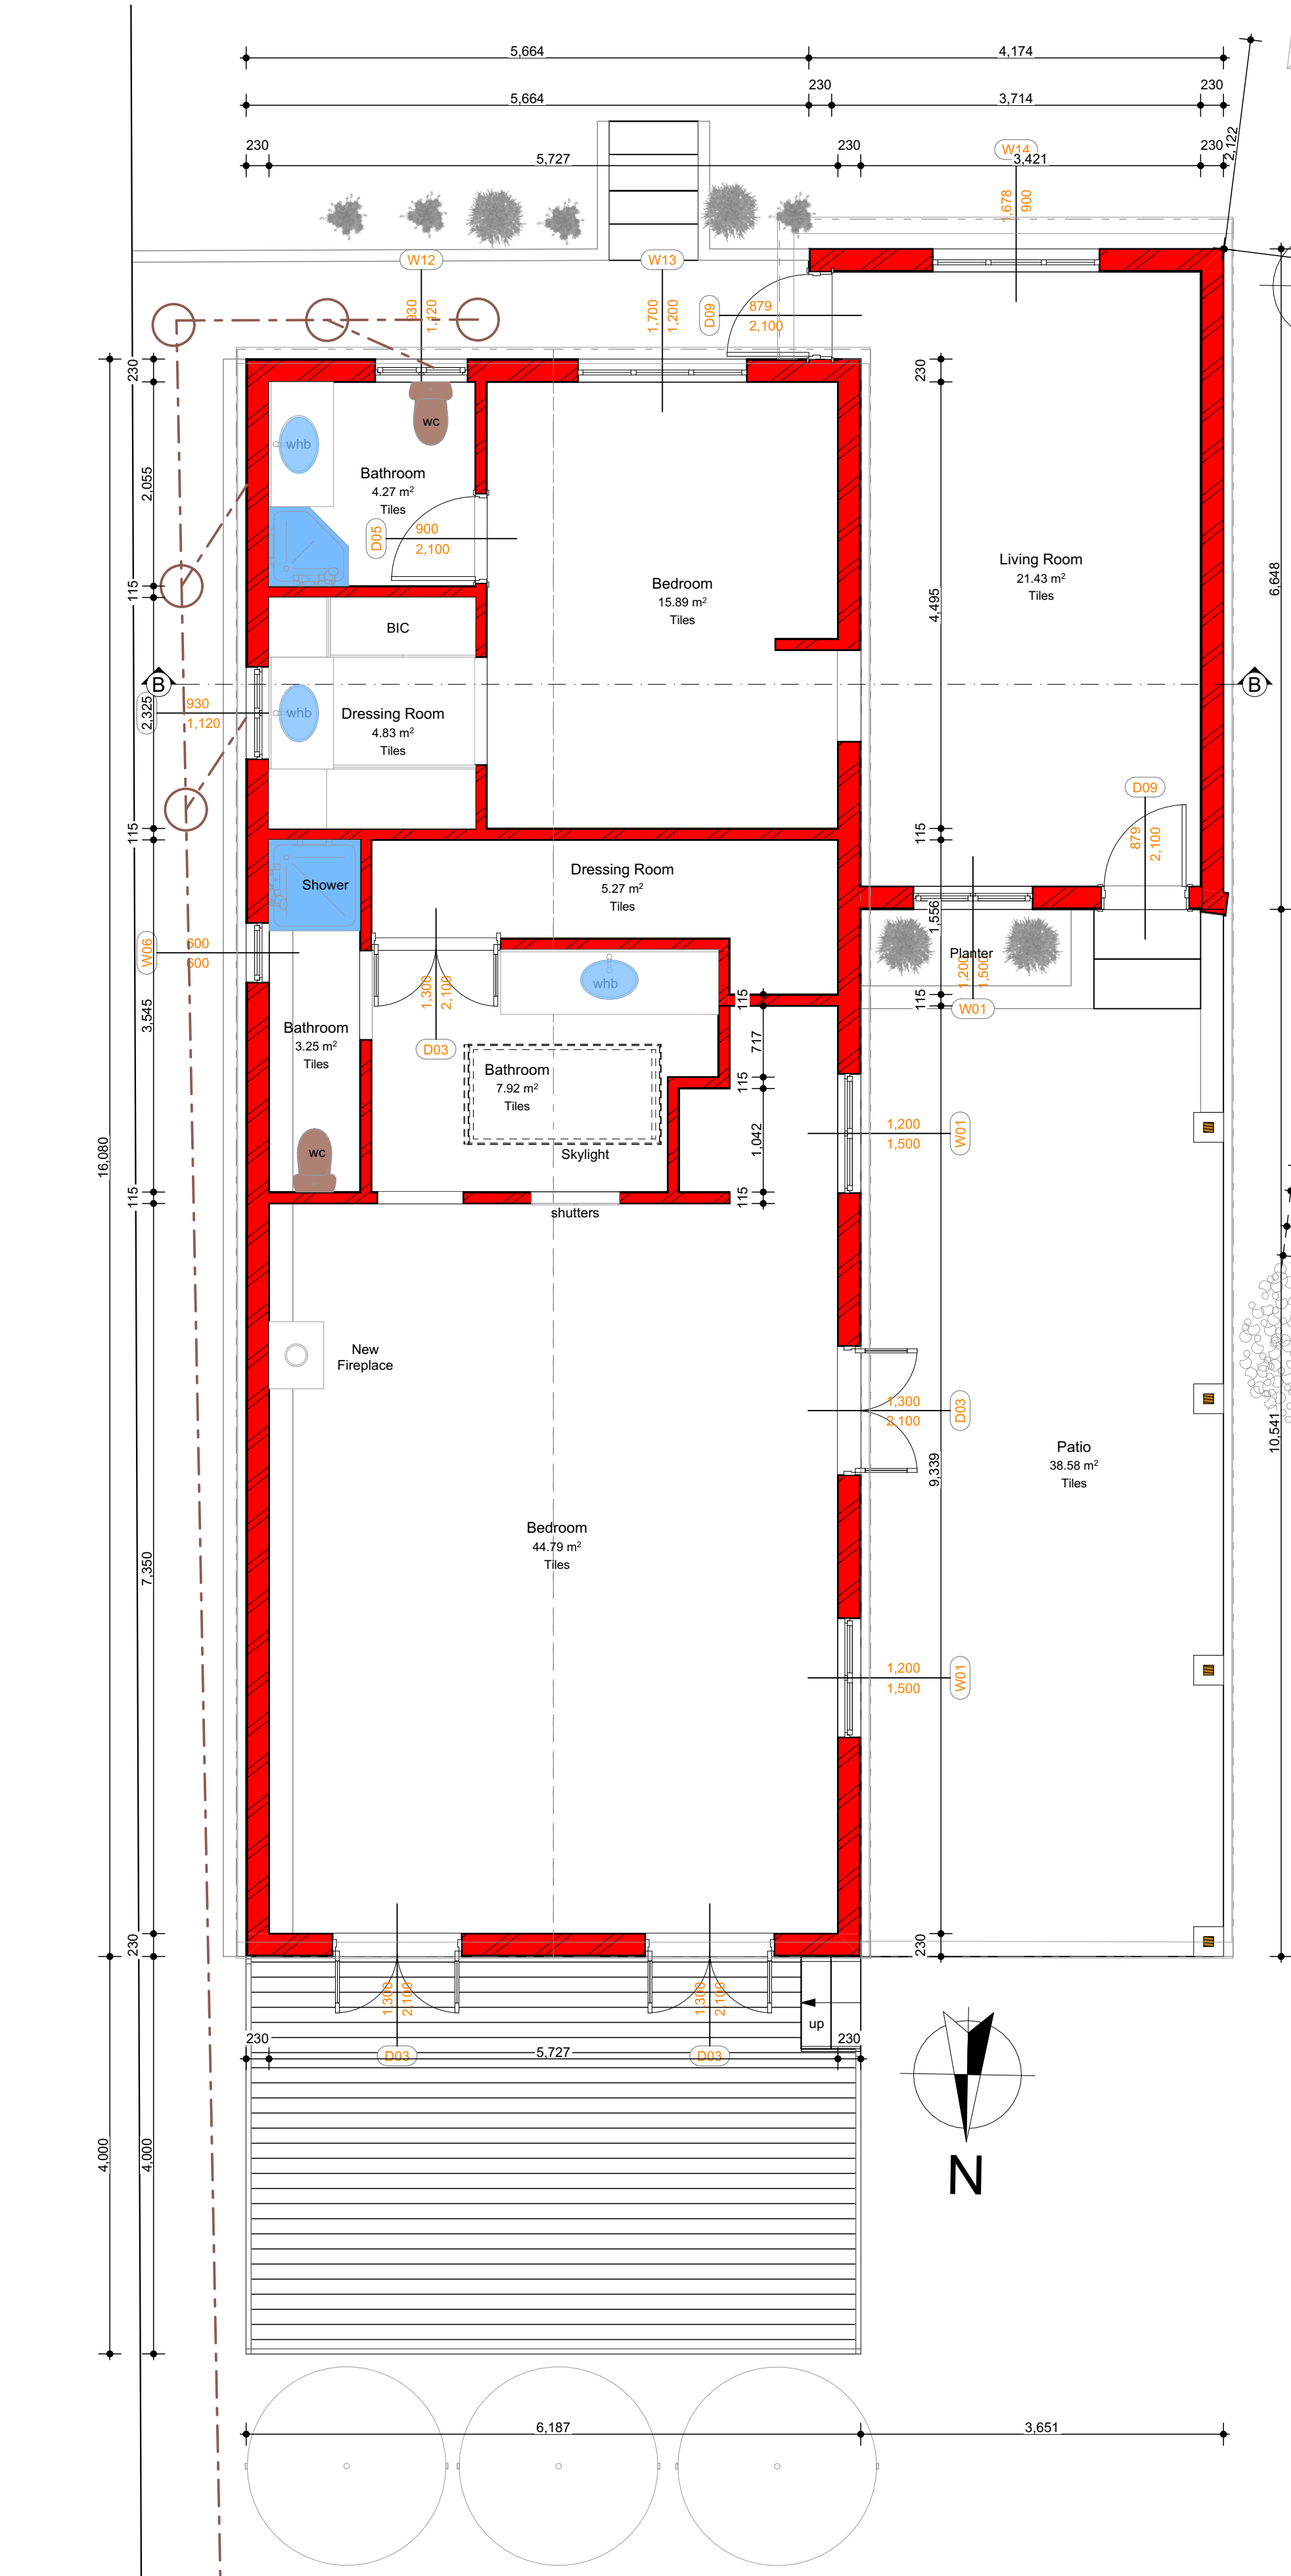 5,664
4,174
230
230
5,664
3,714
230
230
W14
230
5,727
3,421
2,122
1,678
900
W12
W13
930
1,120
1,700
1,200
D09
879
2,100
230
230
wc
whb
Bathroom
4.27 m²
Tiles
2,055
D05
900
2,100
Living Room
21.43 m²
Tiles
6,648
Bedroom
15.89 m²
Tiles
115
4,495
BIC
B
B
2,325
930
1,120
whb
Dressing Room
4.83 m²
Tiles
D09
879
2,100
115
115
Dressing Room
5.27 m²
Tiles
Shower
1,556
W06
600
600
Planter
1,200
1,500
1,300
2,100
whb
115
115
W01
3,545
Bathroom
3.25 m²
Tiles
717
D03
Bathroom
7.92 m²
Tiles
115
1,200
1,500
W01
1,042
16,080
wc
Skylight
115
115
shutters
New
Fireplace
1,300
2,100
D03
10,541
9,339
Patio
38.58 m²
Tiles
Bedroom
44.79 m²
Tiles
7,350
1,200
1,500
W01
230
230
1,300
2,100
1,300
2,100
up
230
5,727
230
D03
D03
4,000
4,000
N
6,187
3,651